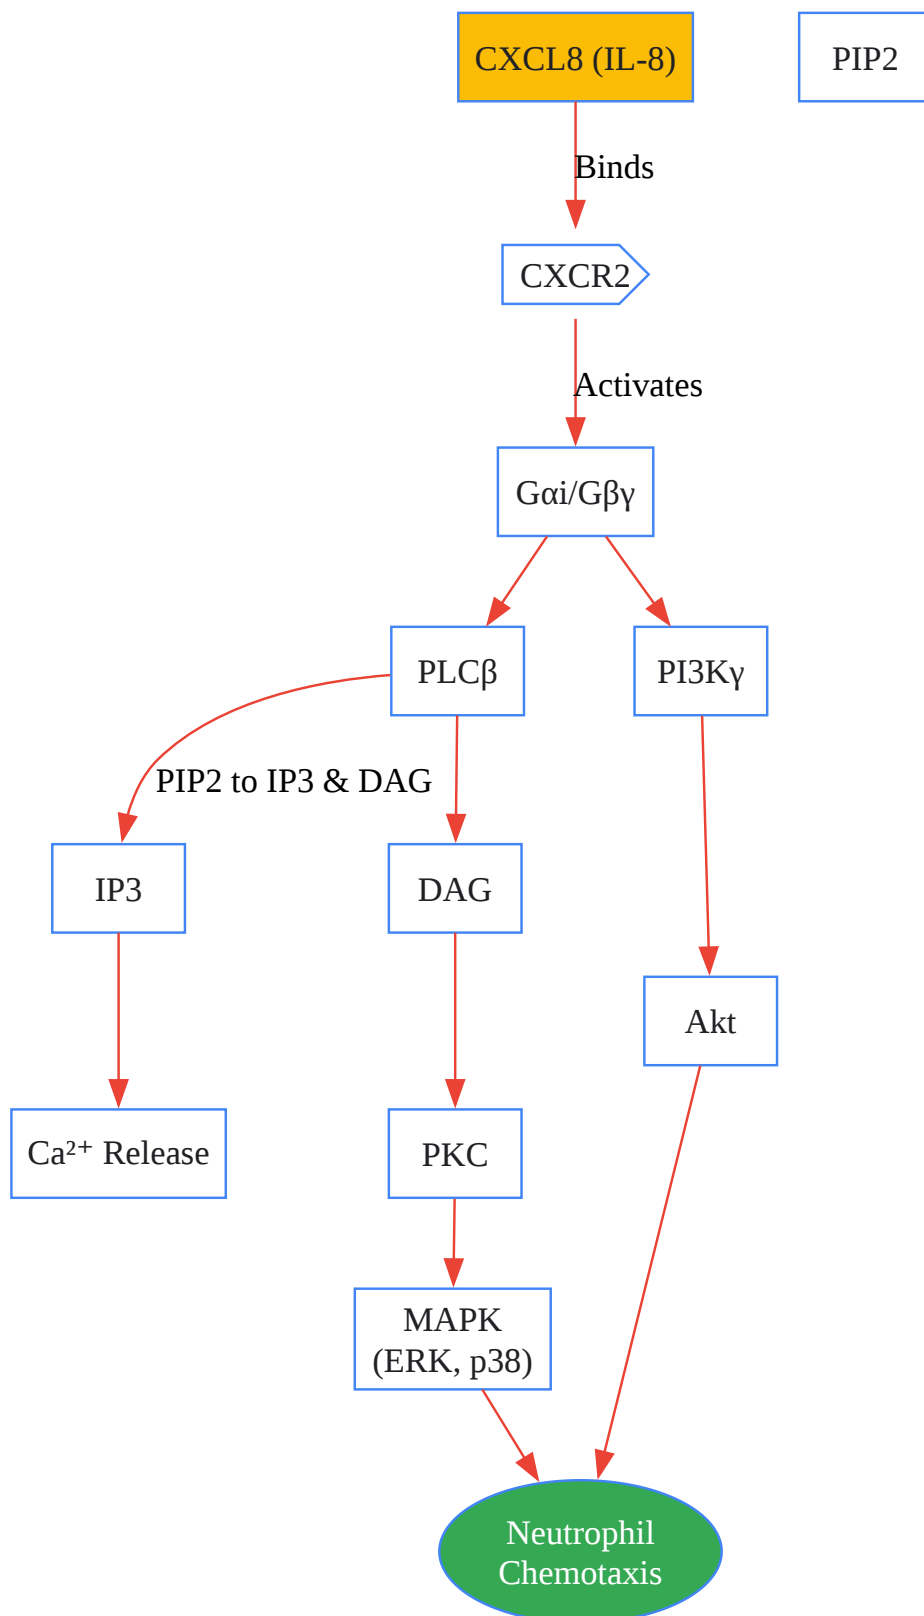 CXCL8 (IL-8)
PIP2
Binds
CXCR2
Activates
Gαi/Gβγ
PLCβ
PI3Kγ
PIP2 to IP3 & DAG
IP3
DAG
Akt
Ca²⁺ Release
PKC
MAPK
(ERK, p38)
Neutrophil
Chemotaxis